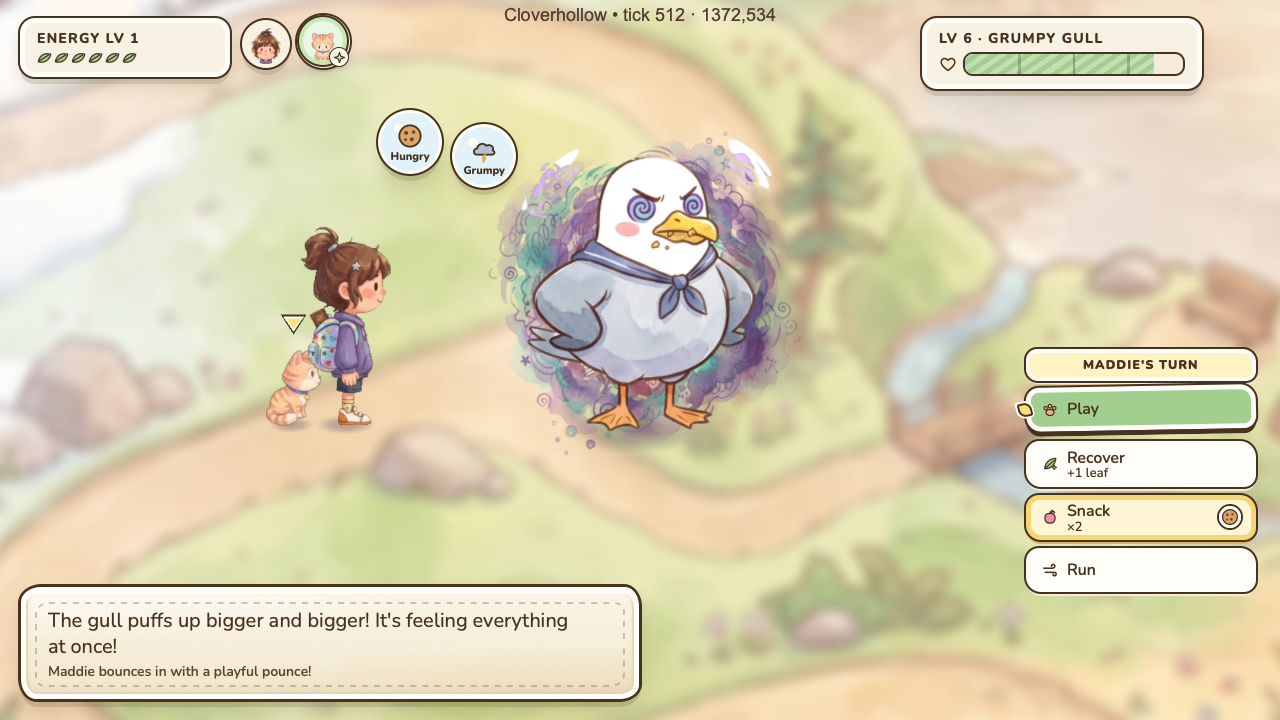 Cloverhollow • tick 512 · 1372,534
ENERGY LV 1
LV 6 · GRUMPY GULL
Hungry
Grumpy
MADDIE'S TURN
Play
Recover
+1 leaf
Snack
×2
Run
The gull puffs up bigger and bigger! It's feeling everything
at once!
Maddie bounces in with a playful pounce!